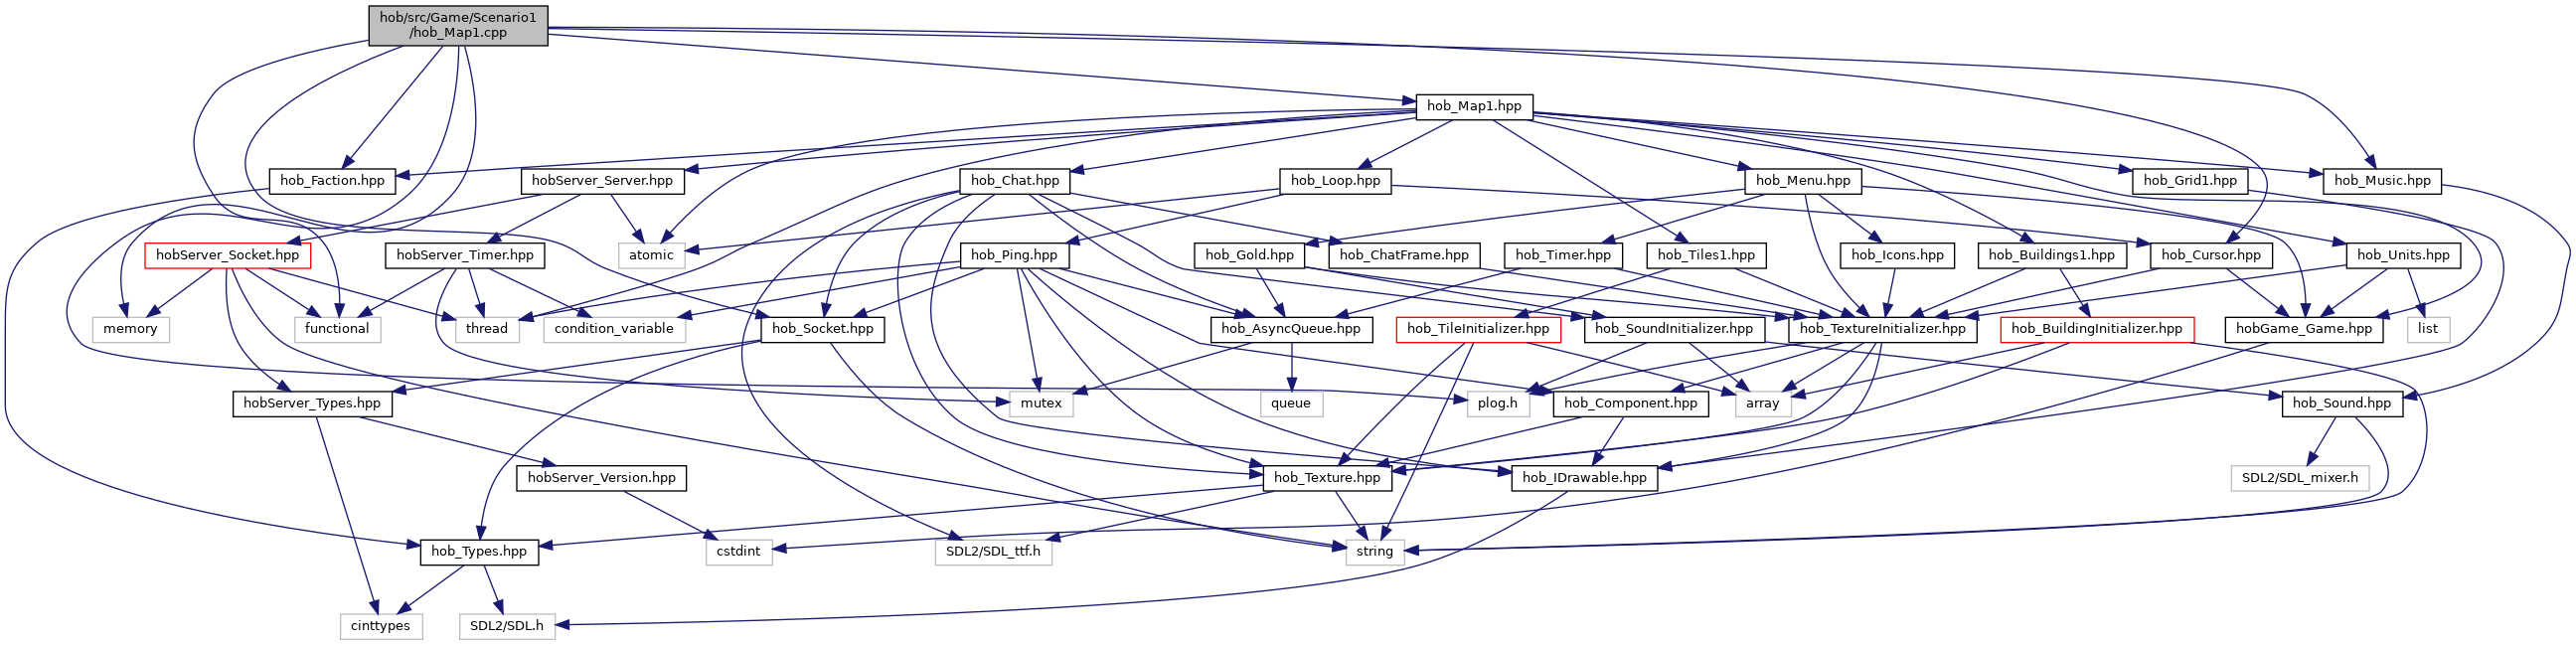 hob/src/Game/Scenario1
/hob_Map1.cpp
hob_Map1.hpp
hob_Faction.hpp
hobServer_Server.hpp
hob_Chat.hpp
hob_Loop.hpp
hob_Menu.hpp
hob_Grid1.hpp
hob_Music.hpp
hobServer_Socket.hpp
hobServer_Timer.hpp
atomic
hob_Ping.hpp
hob_Gold.hpp
hob_ChatFrame.hpp
hob_Timer.hpp
hob_Tiles1.hpp
hob_Icons.hpp
hob_Buildings1.hpp
hob_Cursor.hpp
hob_Units.hpp
memory
functional
thread
condition_variable
hob_Socket.hpp
hob_AsyncQueue.hpp
hob_TileInitializer.hpp
hob_SoundInitializer.hpp
hob_TextureInitializer.hpp
hob_BuildingInitializer.hpp
hobGame_Game.hpp
list
hobServer_Types.hpp
mutex
queue
plog.h
hob_Component.hpp
array
hob_Sound.hpp
hobServer_Version.hpp
hob_Texture.hpp
hob_IDrawable.hpp
SDL2/SDL_mixer.h
hob_Types.hpp
cstdint
SDL2/SDL_ttf.h
string
cinttypes
SDL2/SDL.h